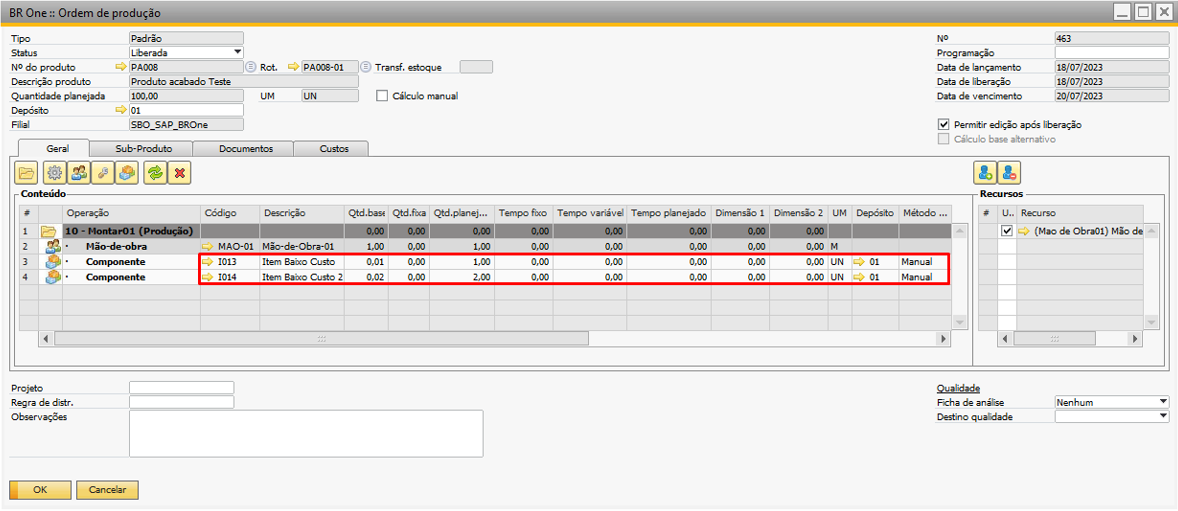 BR One :: Ordem de produção
Tipo Padrão Nº 463
Status Liberada Programação
Nº do produto PA008 Rot. PA008-01 Transf. estoque Data de lançamento 18/07/2023
Descrição produto Produto acabado Teste Data de liberação 18/07/2023
Quantidade planejada 100,00 UM UN Cálculo manual Data de vencimento 20/07/2023
Depósito 01
Filial SBO_SAP_BROne Permitir edição após liberação
Cálculo base alternativo
Geral Sub-Produto Documentos Custos
Conteúdo Recursos
# Operação Código Descrição Qtd.base Qtd.fixa Qtd.planej... Tempo fixo Tempo variável Tempo planejado Dimensão 1 Dimensão 2 UM Depósito Método ... # U.. Recurso
1 10 - Montar01 (Produção) 0,00 0,00 0,00 0,00 0,00 0,00 0,00 0,00 (Mao de Obra01) Mão de
2 Mão-de-obra MAO-01 Mão-de-Obra-01 1,00 0,00 1,00 0,00 0,00 0,00 0,00 0,00 M
3 Componente I013 Item Baixo Custo 0,01 0,00 1,00 0,00 0,00 0,00 0,00 0,00 UN 01 Manual
4 Componente I014 Item Baixo Custo 2 0,02 0,00 2,00 0,00 0,00 0,00 0,00 0,00 UN 01 Manual
Projeto Qualidade
Regra de distr. Ficha de análise Nenhum
Observações Destino qualidade
OK Cancelar